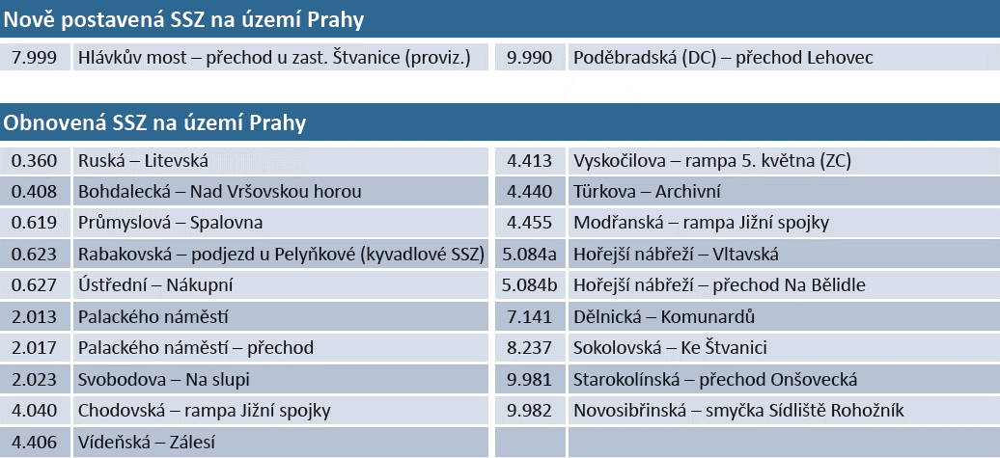 Nově postavená SSZ na území Prahy
7.999 Hlávkův most – přechod u zast. Štvanice (proviz.) 9.990 Poděbradská (DC) – přechod Lehovec
Obnovená SSZ na území Prahy
0.360 Ruská – Litevská 4.413 Vyskočilova – rampa 5. května (ZC)
0.408 Bohdalecká – Nad Vršovskou horou 4.440 Türkova – Archivní
0.619 Průmyslová – Spalovna 4.455 Modřanská – rampa Jižní spojky
0.623 Rabakovská – podjezd u Pelyňkové (kyvadlové SSZ) 5.084a Hořejší nábřeží – Vltavská
0.627 Ústřední – Nákupní 5.084b Hořejší nábřeží – přechod Na Bělidle
2.013 Palackého náměstí 7.141 Dělnická – Komunardů
2.017 Palackého náměstí – přechod 8.237 Sokolovská – Ke Štvanici
2.023 Svobodova – Na slupi 9.981 Starokolínská – přechod Onšovecká
4.040 Chodovská – rampa Jižní spojky 9.982 Novosibřinská – smyčka Sídliště Rohožník
4.406 Vídeňská – Zálesí